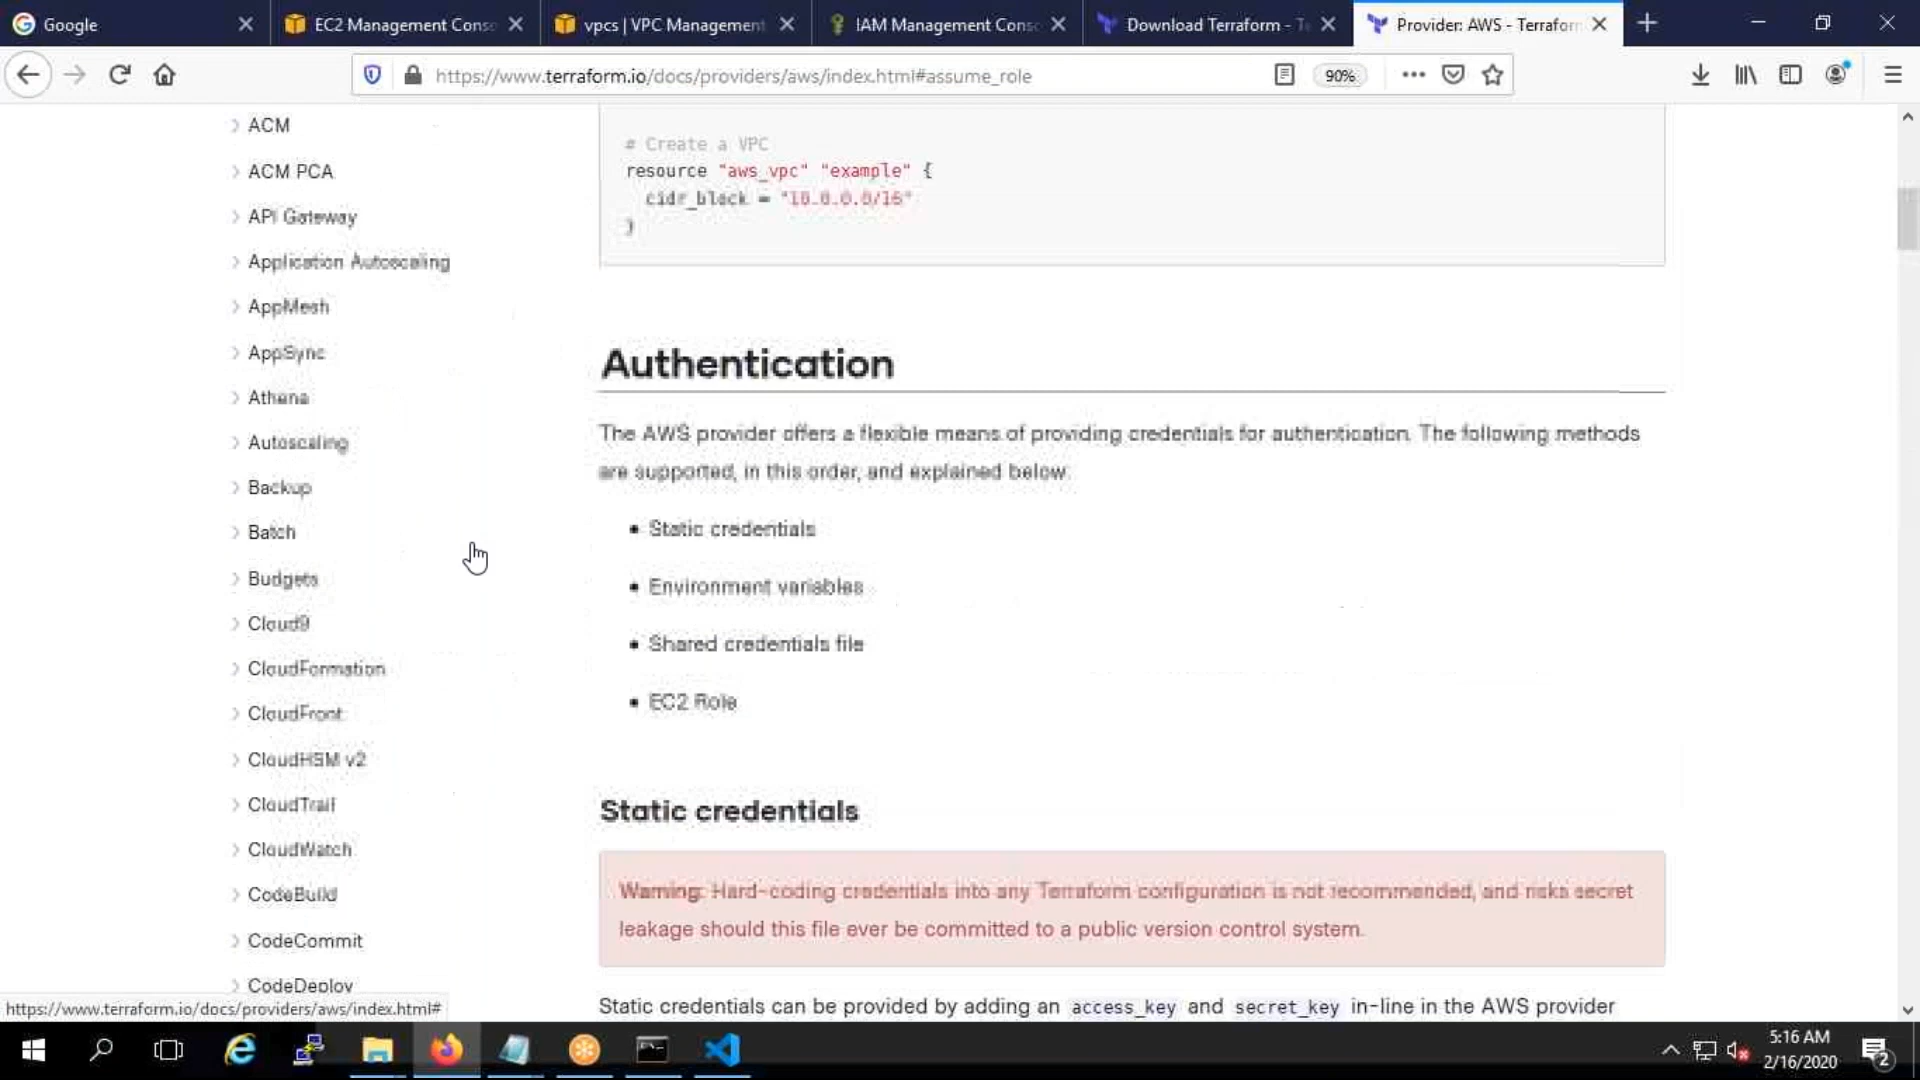 Google
EC2 Management Conso
vpcs | VPC Management
IAM Management Conso
Download Terraform - Te
Provider: AWS - Terraform
https://www.terraform.io/docs/providers/aws/index.html#assume_role
90%
ACM
ACM PCA
API Gateway
Application Autoscaling
AppMesh
AppSync
Athena
Autoscaling
Backup
Batch
Budgets
Cloud9
CloudFormation
CloudFront
CloudHSM v2
CloudTrail
CloudWatch
CodeBuild
CodeCommit
CodeDeploy
# Create a VPC
resource "aws_vpc" "example" {
cidr_block = "10.0.0.0/16"
}
Authentication
The AWS provider offers a flexible means of providing credentials for authentication. The following methods
are supported, in this order, and explained below:
• Static credentials
• Environment variables
• Shared credentials file
• EC2 Role
Static credentials
Warning: Hard-coding credentials into any Terraform configuration is not recommended, and risks secret
leakage should this file ever be committed to a public version control system.
Static credentials can be provided by adding an access_key and secret_key in-line in the AWS provider
https://www.terraform.io/docs/providers/aws/index.html#
5:16 AM
2/16/2020
2